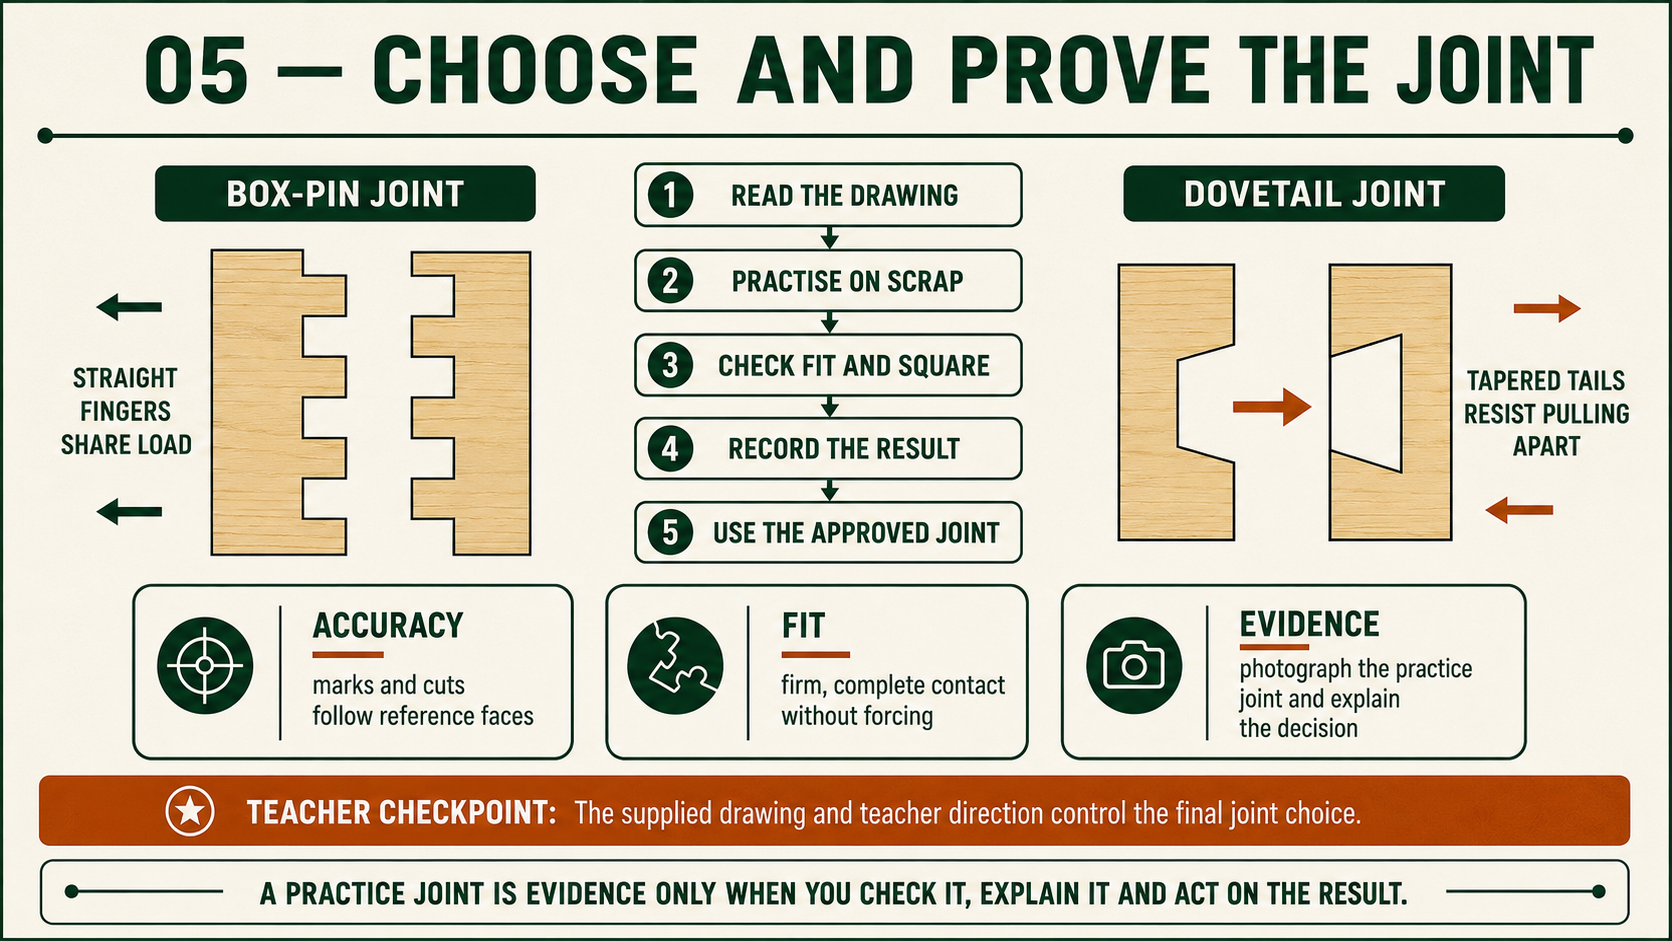 05 — CHOOSE AND PROVE THE JOINT
BOX-PIN JOINT
STRAIGHT
FINGERS
SHARE LOAD
1 READ THE DRAWING
2 PRACTISE ON SCRAP
3 CHECK FIT AND SQUARE
4 RECORD THE RESULT
5 USE THE APPROVED JOINT
DOVETAIL JOINT
TAPERED TAILS
RESIST PULLING
APART
ACCURACY
marks and cuts
follow reference faces
FIT
firm, complete contact
without forcing
EVIDENCE
photograph the practice
joint and explain
the decision
TEACHER CHECKPOINT: The supplied drawing and teacher direction control the final joint choice.
A PRACTICE JOINT IS EVIDENCE ONLY WHEN YOU CHECK IT, EXPLAIN IT AND ACT ON THE RESULT.